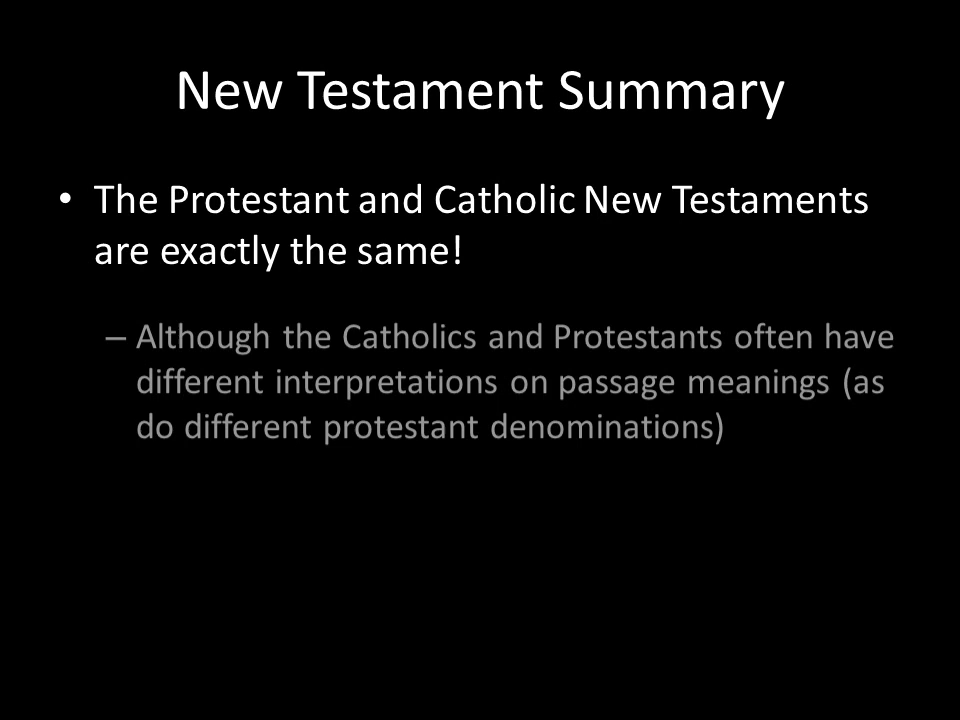 New Testament Summary
• The Protestant and Catholic New Testaments
are exactly the same!
– Although the Catholics and Protestants often have
different interpretations on passage meanings (as
do different protestant denominations)